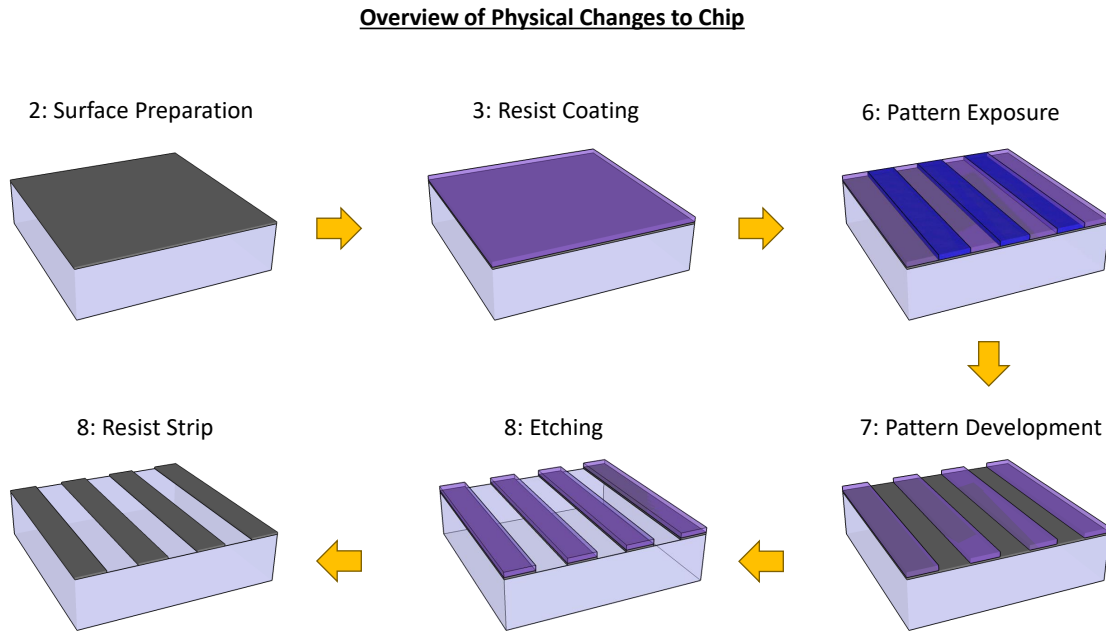 Overview of Physical Changes to Chip
2: Surface Preparation
3: Resist Coating
6: Pattern Exposure
8: Resist Strip
8: Etching
7: Pattern Development